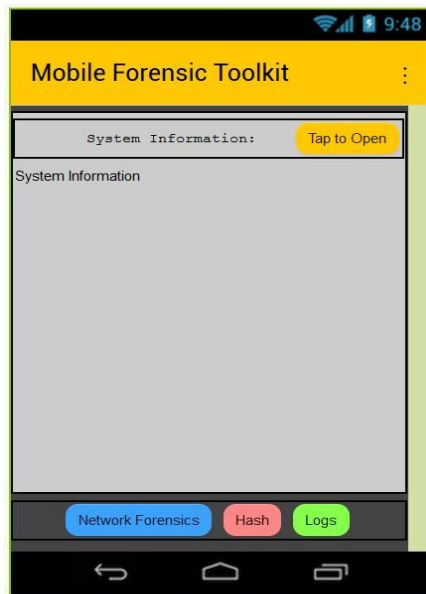 9:48
Mobile Forensic Toolkit
System Information: Tap to Open
System Information
Network Forensics Hash Logs